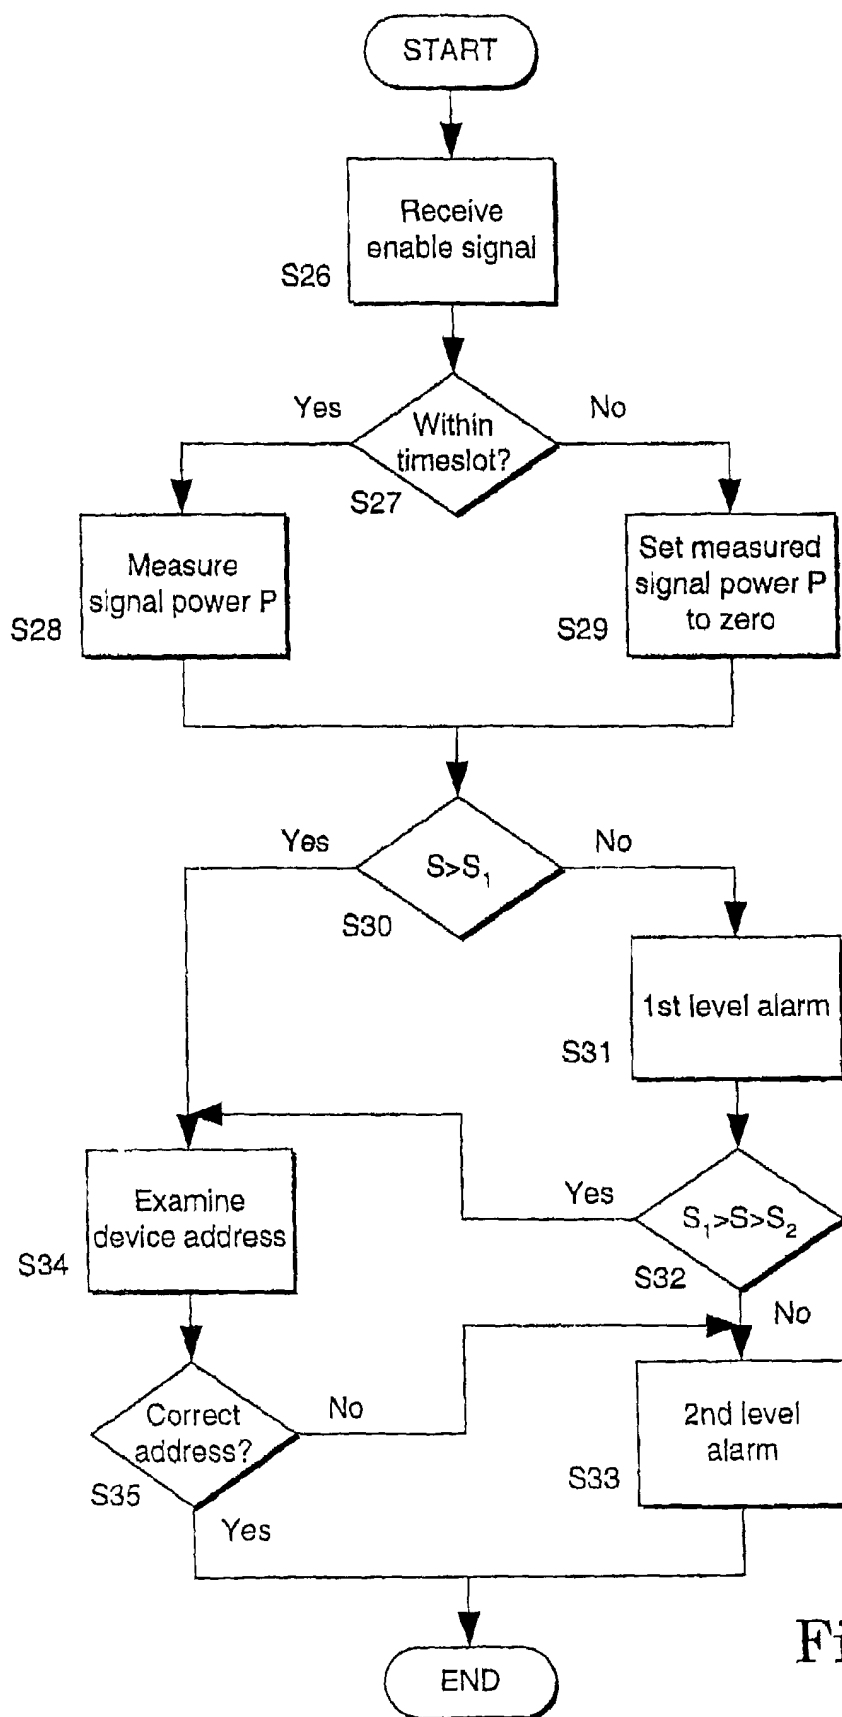 START
Receive
enable signal
S26
Yes
No
Within
timeslot?
S27
Measure
signal power P
S28
Set measured
signal power P
to zero
S29
Yes
No
S>S₁
S30
1st level alarm
S31
Examine
device address
S34
Yes
S₁>S>S₂
S32
No
Correct
address?
No
S35
Yes
2nd level
alarm
S33
END
Fi